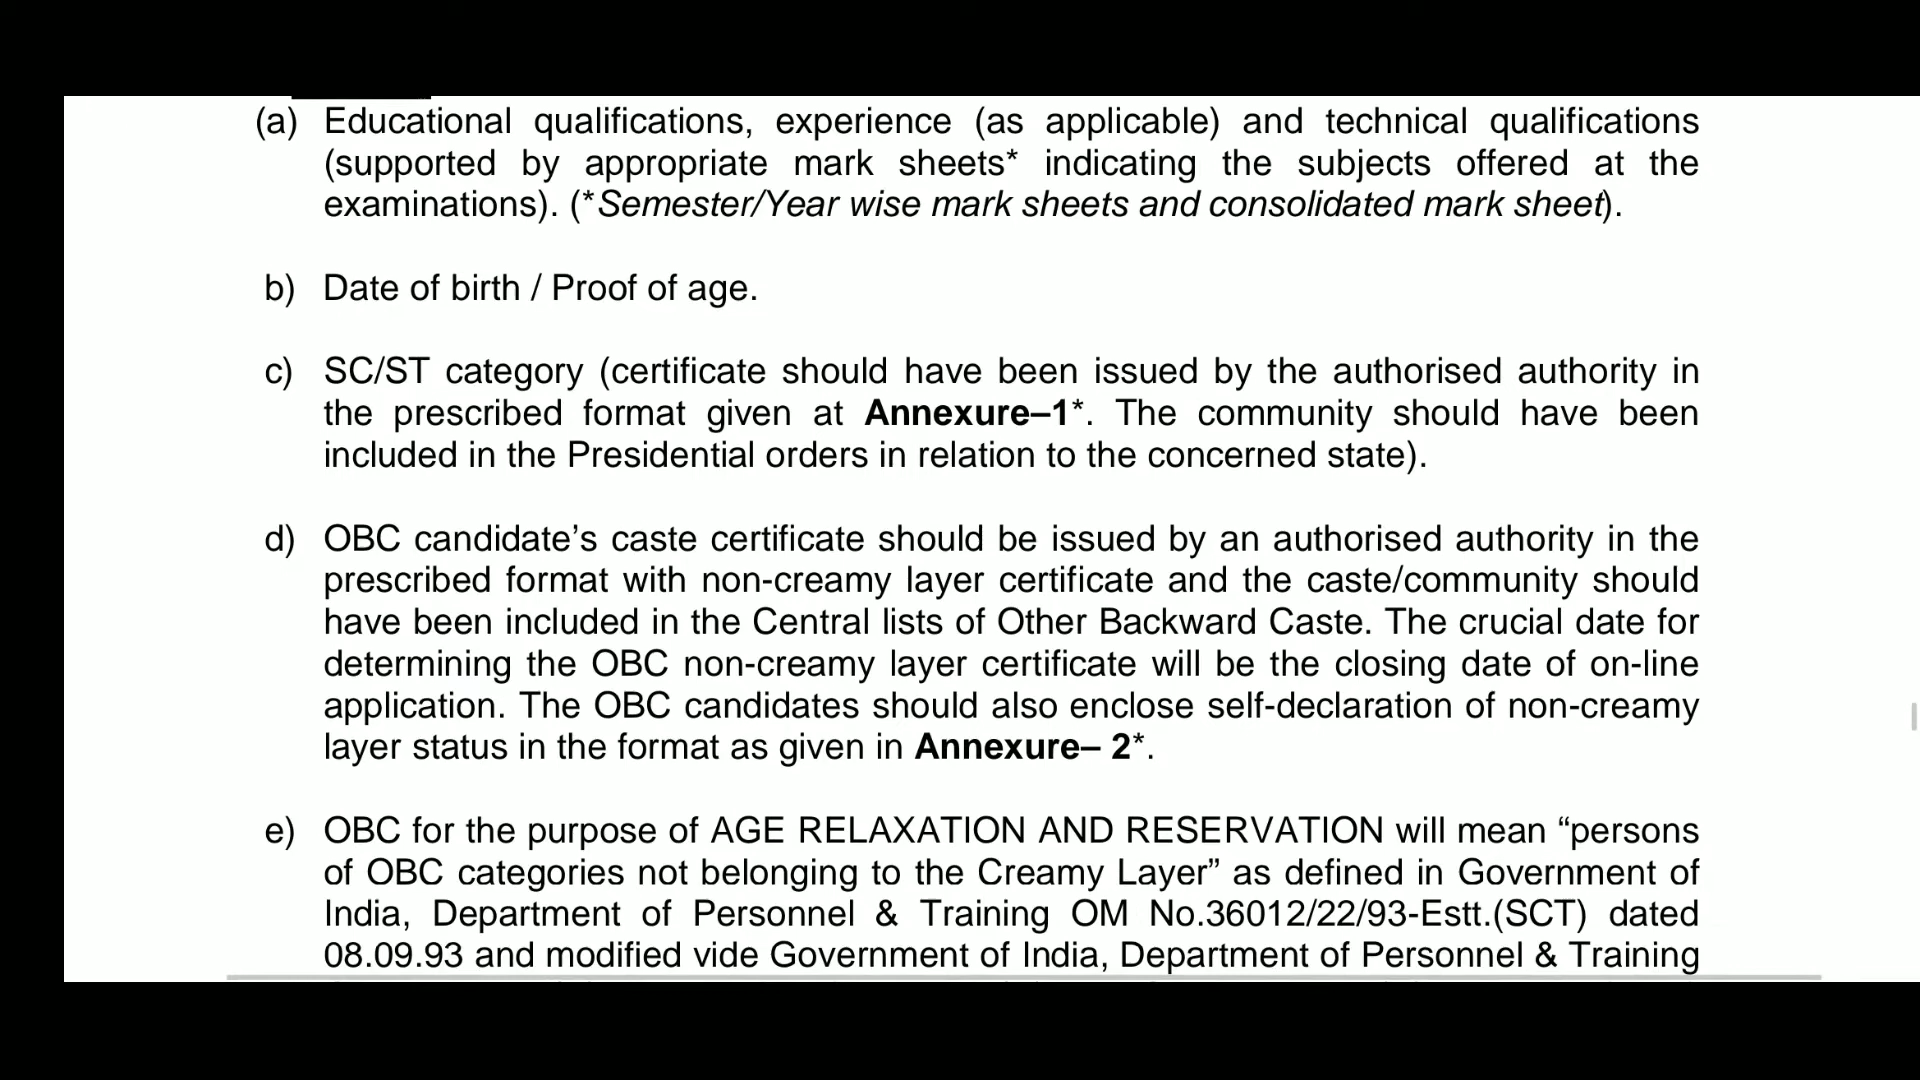 (a) Educational qualifications, experience (as applicable) and technical qualifications
(supported by appropriate mark sheets* indicating the subjects offered at the
examinations). (*Semester/Year wise mark sheets and consolidated mark sheet).
b) Date of birth / Proof of age.
c) SC/ST category (certificate should have been issued by the authorised authority in
the prescribed format given at Annexure–1*. The community should have been
included in the Presidential orders in relation to the concerned state).
d) OBC candidate’s caste certificate should be issued by an authorised authority in the
prescribed format with non-creamy layer certificate and the caste/community should
have been included in the Central lists of Other Backward Caste. The crucial date for
determining the OBC non-creamy layer certificate will be the closing date of on-line
application. The OBC candidates should also enclose self-declaration of non-creamy
layer status in the format as given in Annexure– 2*.
e) OBC for the purpose of AGE RELAXATION AND RESERVATION will mean “persons
of OBC categories not belonging to the Creamy Layer” as defined in Government of
India, Department of Personnel & Training OM No.36012/22/93-Estt.(SCT) dated
08.09.93 and modified vide Government of India, Department of Personnel & Training